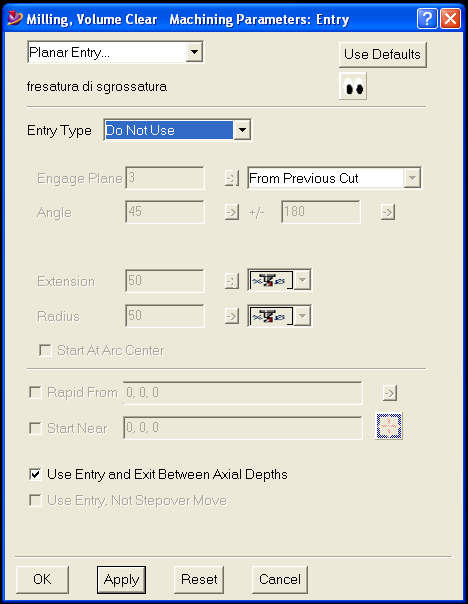 Milling, Volume Clear Machining Parameters: Entry
Planar Entry...
Use Defaults
fresatura di sgrossatura
Entry Type Do Not Use
Engage Plane 3 -: From Previous Cut
Angle 45 -> +/- 180 ->
Extension 50 -:
Radius 50 ->
Start At Arc Center
Rapid From 0, 0, 0 ->
Start Near 0, 0, 0
Use Entry and Exit Between Axial Depths
Use Entry, Not Stepover Move
OK Apply Reset Cancel